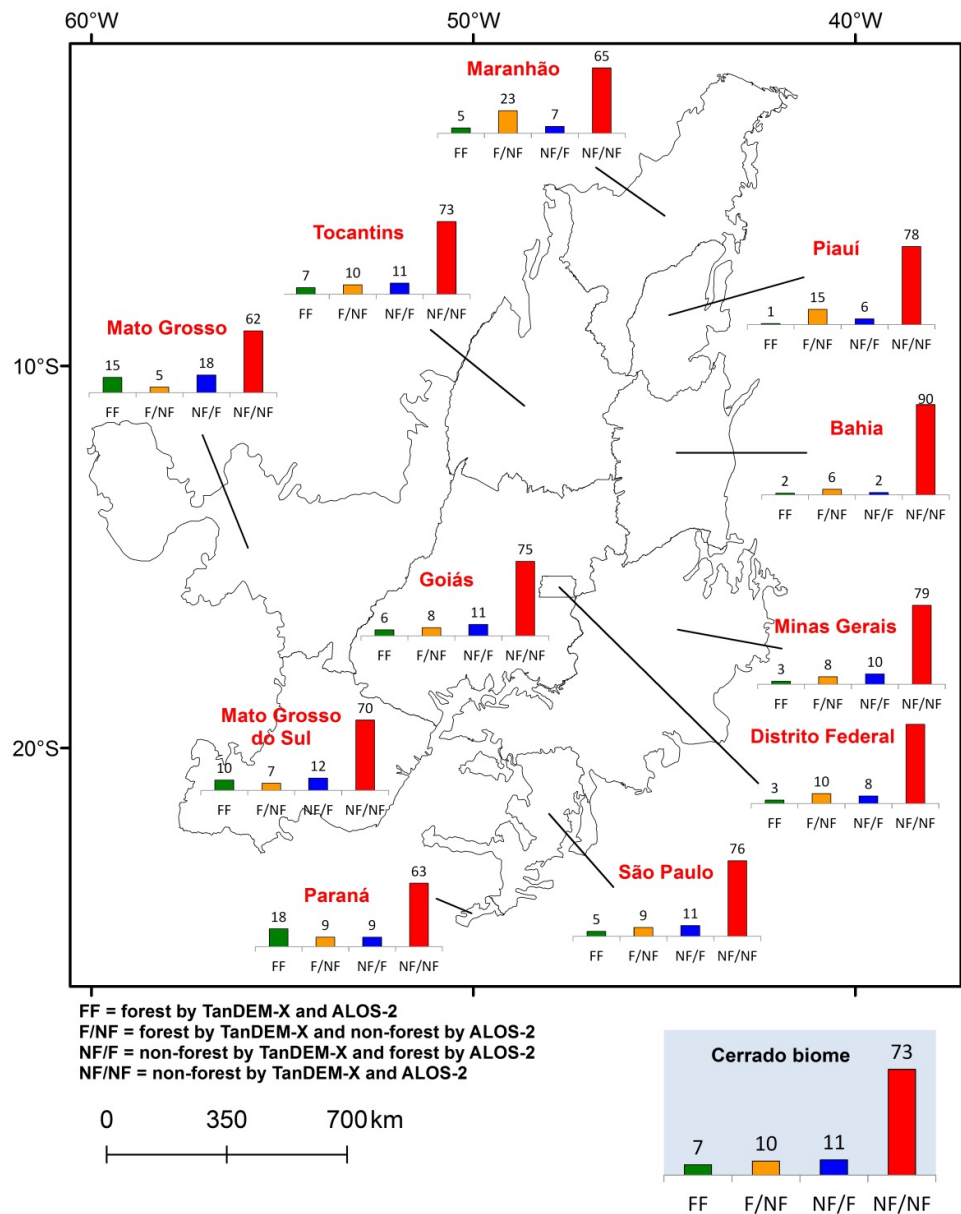 60°W 50°W 40°W
Maranhão
5 23 7 65
FF F/NF NF/F NF/NF
Tocantins
7 10 11 73
FF F/NF NF/F NF/NF
Piauí
1 15 6 78
FF F/NF NF/F NF/NF
Mato Grosso
15 5 18 62
FF F/NF NF/F NF/NF
10°S
Bahia
2 6 2 90
FF F/NF NF/F NF/NF
Goiás
6 8 11 75
FF F/NF NF/F NF/NF
Minas Gerais
3 8 10 79
FF F/NF NF/F NF/NF
Mato Grosso
do Sul
10 7 12 70
FF F/NF NF/F NF/NF
20°S
Distrito Federal
3 10 8
FF F/NF NF/F NF/NF
São Paulo
5 9 11 76
FF F/NF NF/F NF/NF
Paraná
18 9 9 63
FF F/NF NF/F NF/NF
60°W 50°W 40°W
FF = forest by TanDEM-X and ALOS-2
F/NF = forest by TanDEM-X and non-forest by ALOS-2
NF/F = non-forest by TanDEM-X and forest by ALOS-2
NF/NF = non-forest by TanDEM-X and ALOS-2
0 350 700 km
Cerrado biome
7 10 11 73
FF F/NF NF/F NF/NF